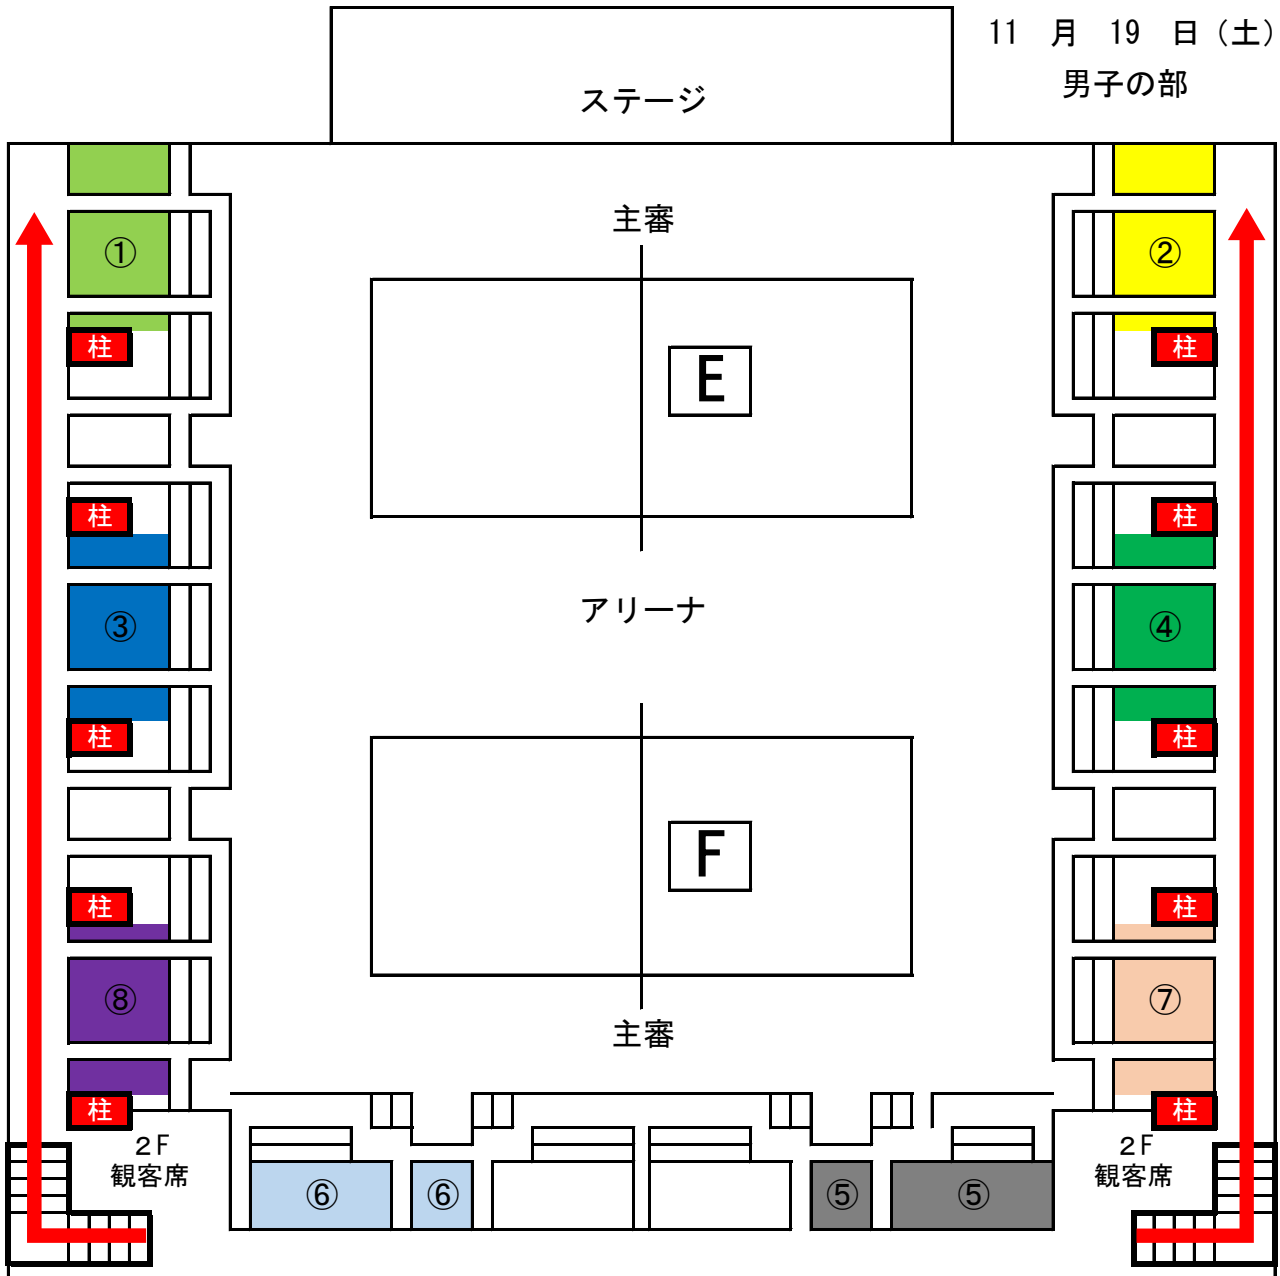 11 月 19 日（土）
男子の部
ステージ
主審
① ②
柱 柱
E
柱 柱
アリーナ
③ ④
柱 柱
F
柱 柱
⑧ ⑦
主審
柱 柱
２F
観客席
２F
観客席
⑥ ⑥ ⑤ ⑤